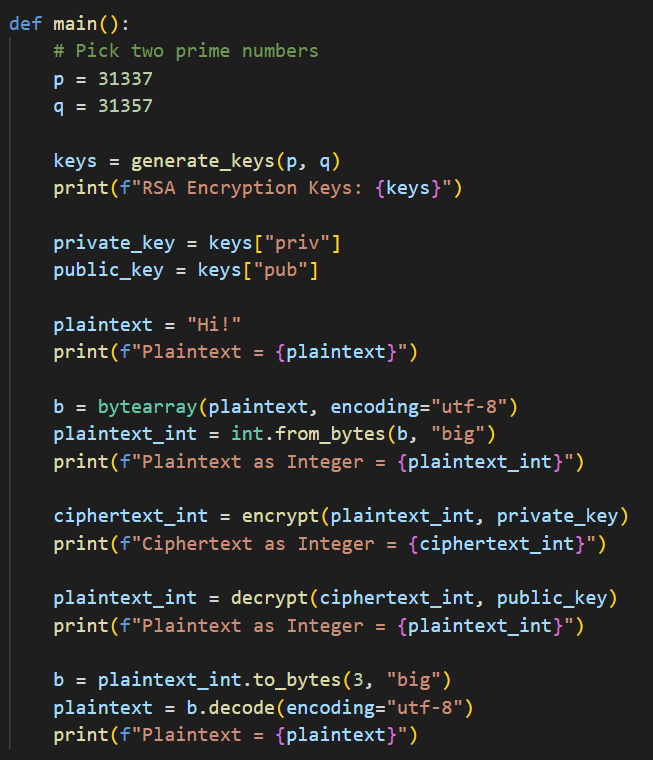 def main():
    # Pick two prime numbers
    p = 31337
    q = 31357
    keys = generate_keys(p, q)
    print(f"RSA Encryption Keys: {keys}")
    private_key = keys["priv"]
    public_key = keys["pub"]
    plaintext = "Hi!"
    print(f"Plaintext = {plaintext}")
    b = bytearray(plaintext, encoding="utf-8")
    plaintext_int = int.from_bytes(b, "big")
    print(f"Plaintext as Integer = {plaintext_int}")
    ciphertext_int = encrypt(plaintext_int, private_key)
    print(f"Ciphertext as Integer = {ciphertext_int}")
    plaintext_int = decrypt(ciphertext_int, public_key)
    print(f"Plaintext as Integer = {plaintext_int}")
    b = plaintext_int.to_bytes(3, "big")
    plaintext = b.decode(encoding="utf-8")
    print(f"Plaintext = {plaintext}")